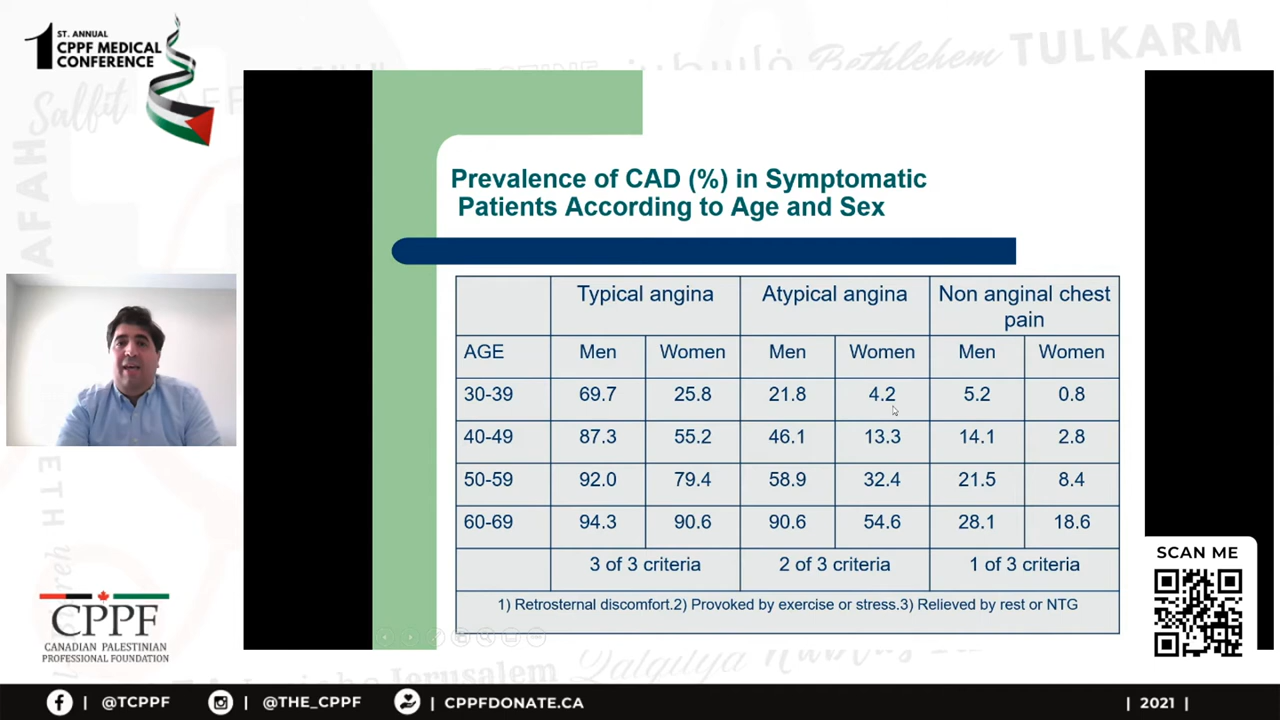 1 ST. ANNUAL
CPPF MEDICAL
CONFERENCE
Salfit
Bethlehem TULKARM
Prevalence of CAD (%) in Symptomatic
Patients According to Age and Sex
Typical angina Atypical angina Non anginal chest
pain
AGE Men Women Men Women Men Women
30-39 69.7 25.8 21.8 4.2 5.2 0.8
40-49 87.3 55.2 46.1 13.3 14.1 2.8
50-59 92.0 79.4 58.9 32.4 21.5 8.4
60-69 94.3 90.6 90.6 54.6 28.1 18.6
3 of 3 criteria 2 of 3 criteria 1 of 3 criteria
1) Retrosternal discomfort.2) Provoked by exercise or stress.3) Relieved by rest or NTG
SCAN ME
CPPF
CANADIAN PALESTINIAN
PROFESSIONAL FOUNDATION
Jerusalem Qalqilya
| @TCPPF | @THE_CPPF | CPPFDONATE.CA | 2021 |